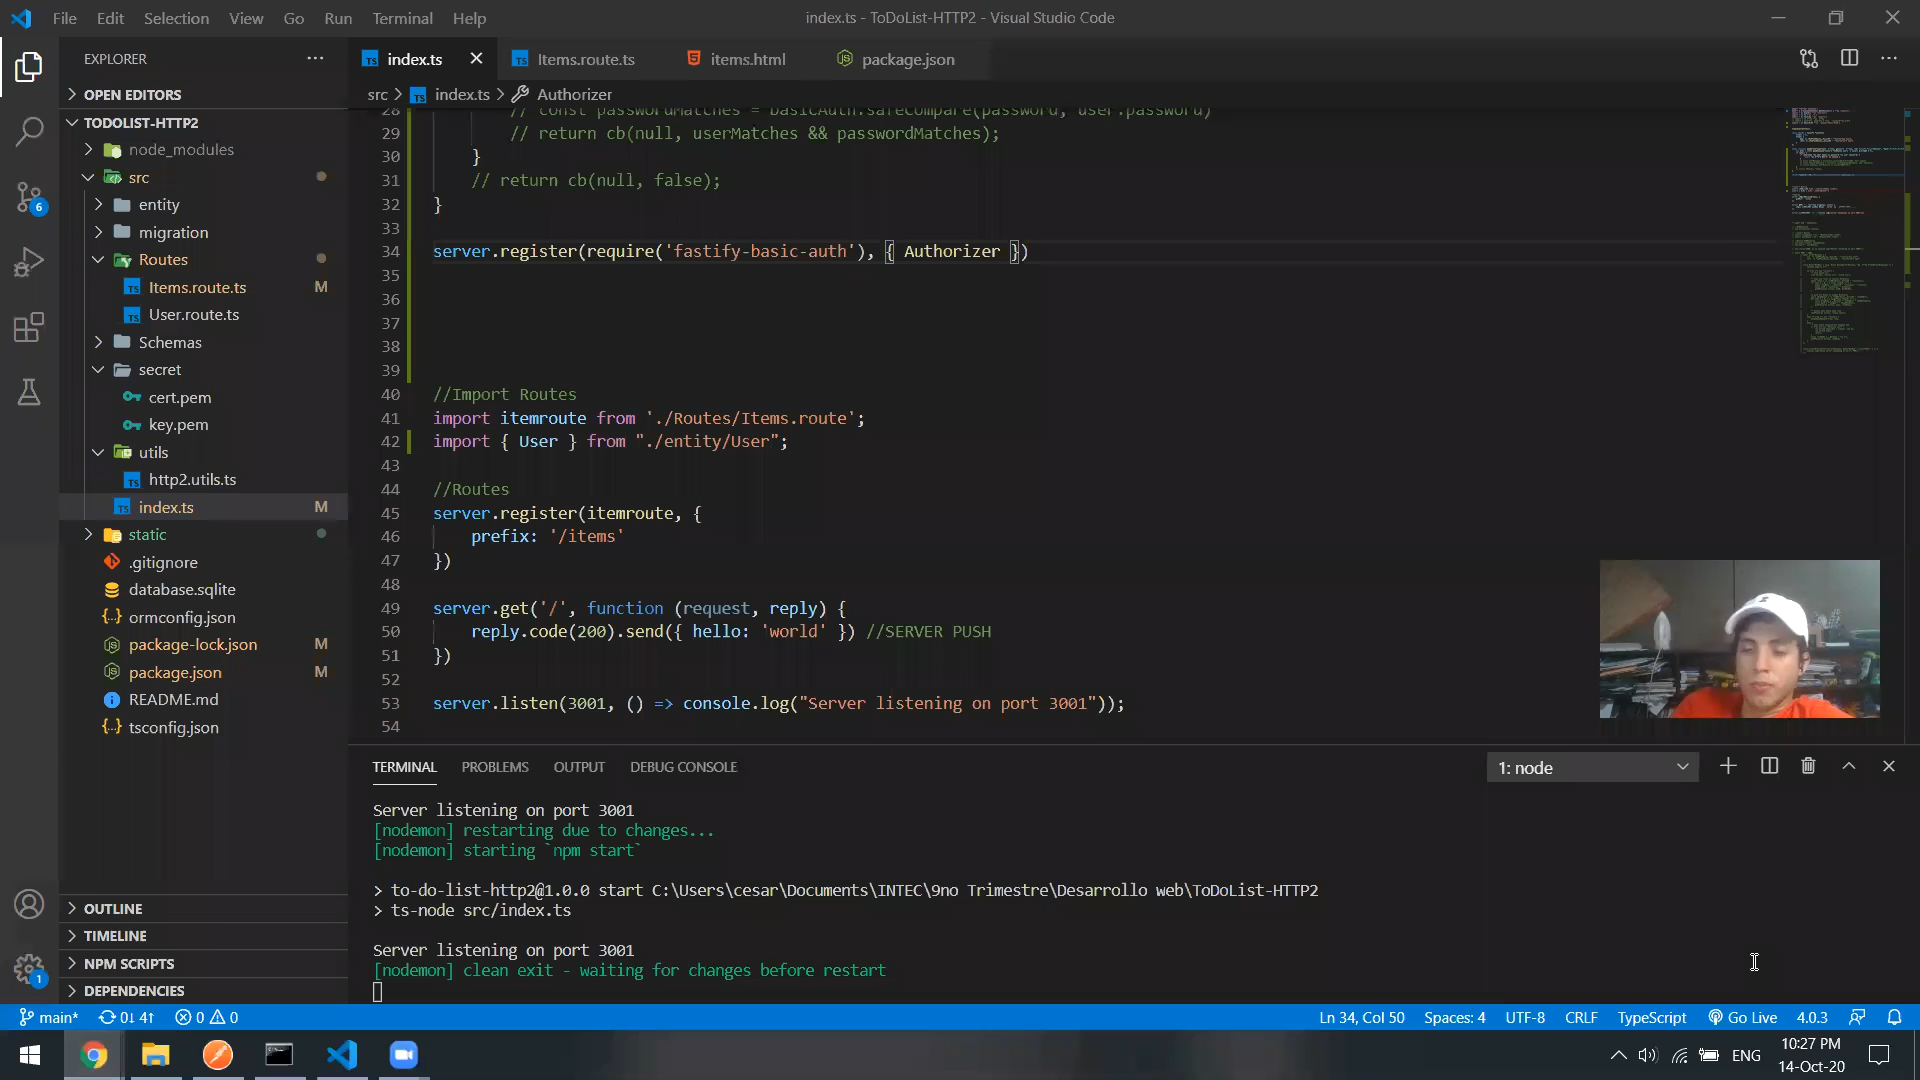 File Edit Selection View Go Run Terminal Help
index.ts - ToDoList-HTTP2 - Visual Studio Code
EXPLORER
OPEN EDITORS
TODOLIST-HTTP2
node_modules
src
entity
migration
Routes
Items.route.ts M
User.route.ts
Schemas
secret
cert.pem
key.pem
utils
http2.utils.ts
index.ts M
static
.gitignore
database.sqlite
ormconfig.json
package-lock.json M
package.json M
README.md
tsconfig.json
OUTLINE
TIMELINE
NPM SCRIPTS
DEPENDENCIES
6
1
index.ts Items.route.ts items.html package.json
src > index.ts > Authorizer
28 // const passwordMatches = basicAuth.safeCompare(password, user.password)
29 // return cb(null, userMatches && passwordMatches);
30 }
31 // return cb(null, false);
32 }
33
34 server.register(require('fastify-basic-auth'), { Authorizer })
35
36
37
38
39
40 //Import Routes
41 import itemroute from './Routes/Items.route';
42 import { User } from "./entity/User";
43
44 //Routes
45 server.register(itemroute, {
46 prefix: '/items'
47 })
48
49 server.get('/', function (request, reply) {
50 reply.code(200).send({ hello: 'world' }) //SERVER PUSH
51 })
52
53 server.listen(3001, () => console.log("Server listening on port 3001"));
54
TERMINAL PROBLEMS OUTPUT DEBUG CONSOLE
1: node
Server listening on port 3001
[nodemon] restarting due to changes...
[nodemon] starting `npm start`
> to-do-list-http2@1.0.0 start C:\Users\cesar\Documents\INTEC\9no Trimestre\Desarrollo web\ToDoList-HTTP2
> ts-node src/index.ts
Server listening on port 3001
[nodemon] clean exit - waiting for changes before restart
main* 0↓ 4↑ 0 0
Ln 34, Col 50 Spaces: 4 UTF-8 CRLF TypeScript Go Live 4.0.3
ENG
10:27 PM
14-Oct-20